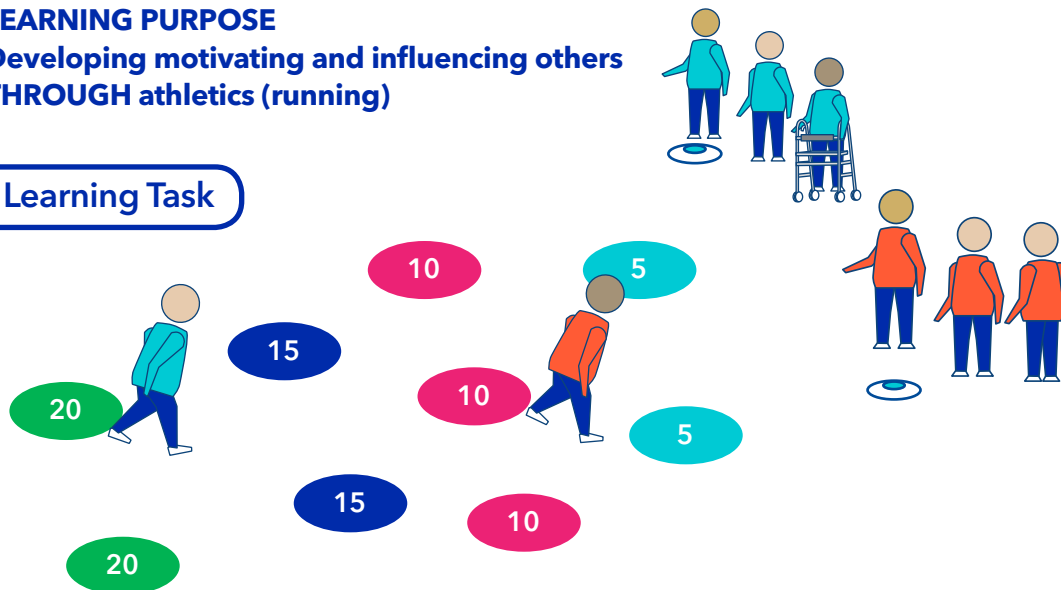 EARNING PURPOSE
Developing motivating and influencing others
THROUGH athletics (running)
Learning Task
10
5
15
10
20
5
15
10
20